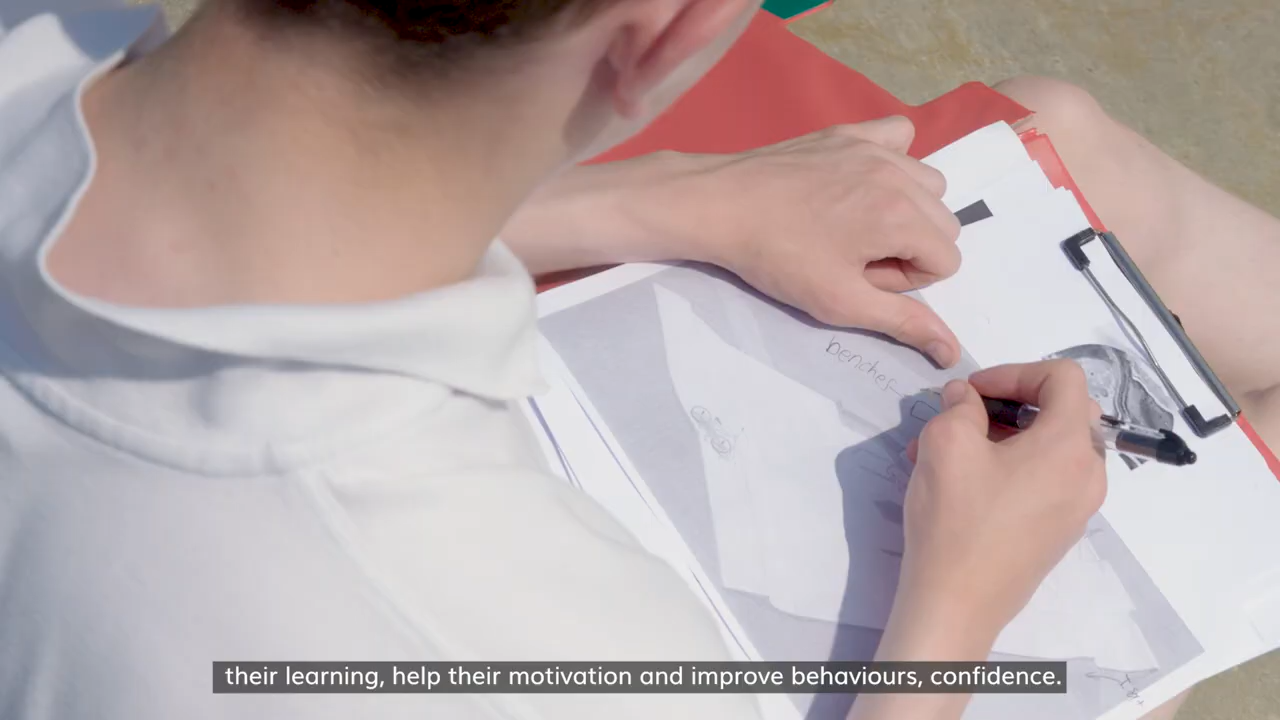 benches
their learning, help their motivation and improve behaviours, confidence.